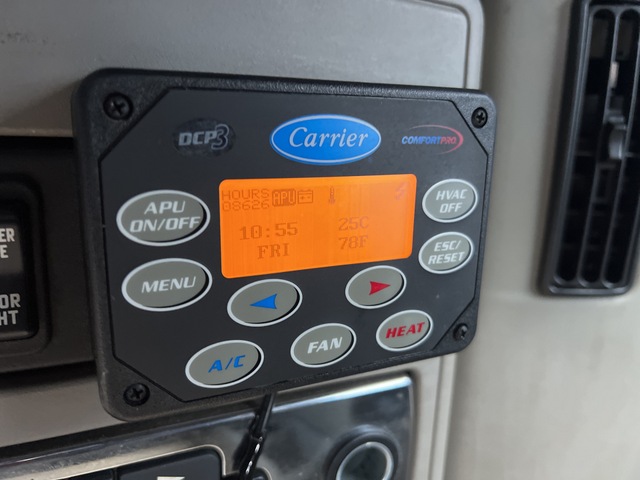 DCP3
Carrier
COMFORTPRO
APU
ON/OFF
HOURS
08626
APU
10:55
FRI
25C
78F
HVAC
OFF
MENU
ESC/
RESET
A/C
FAN
HEAT